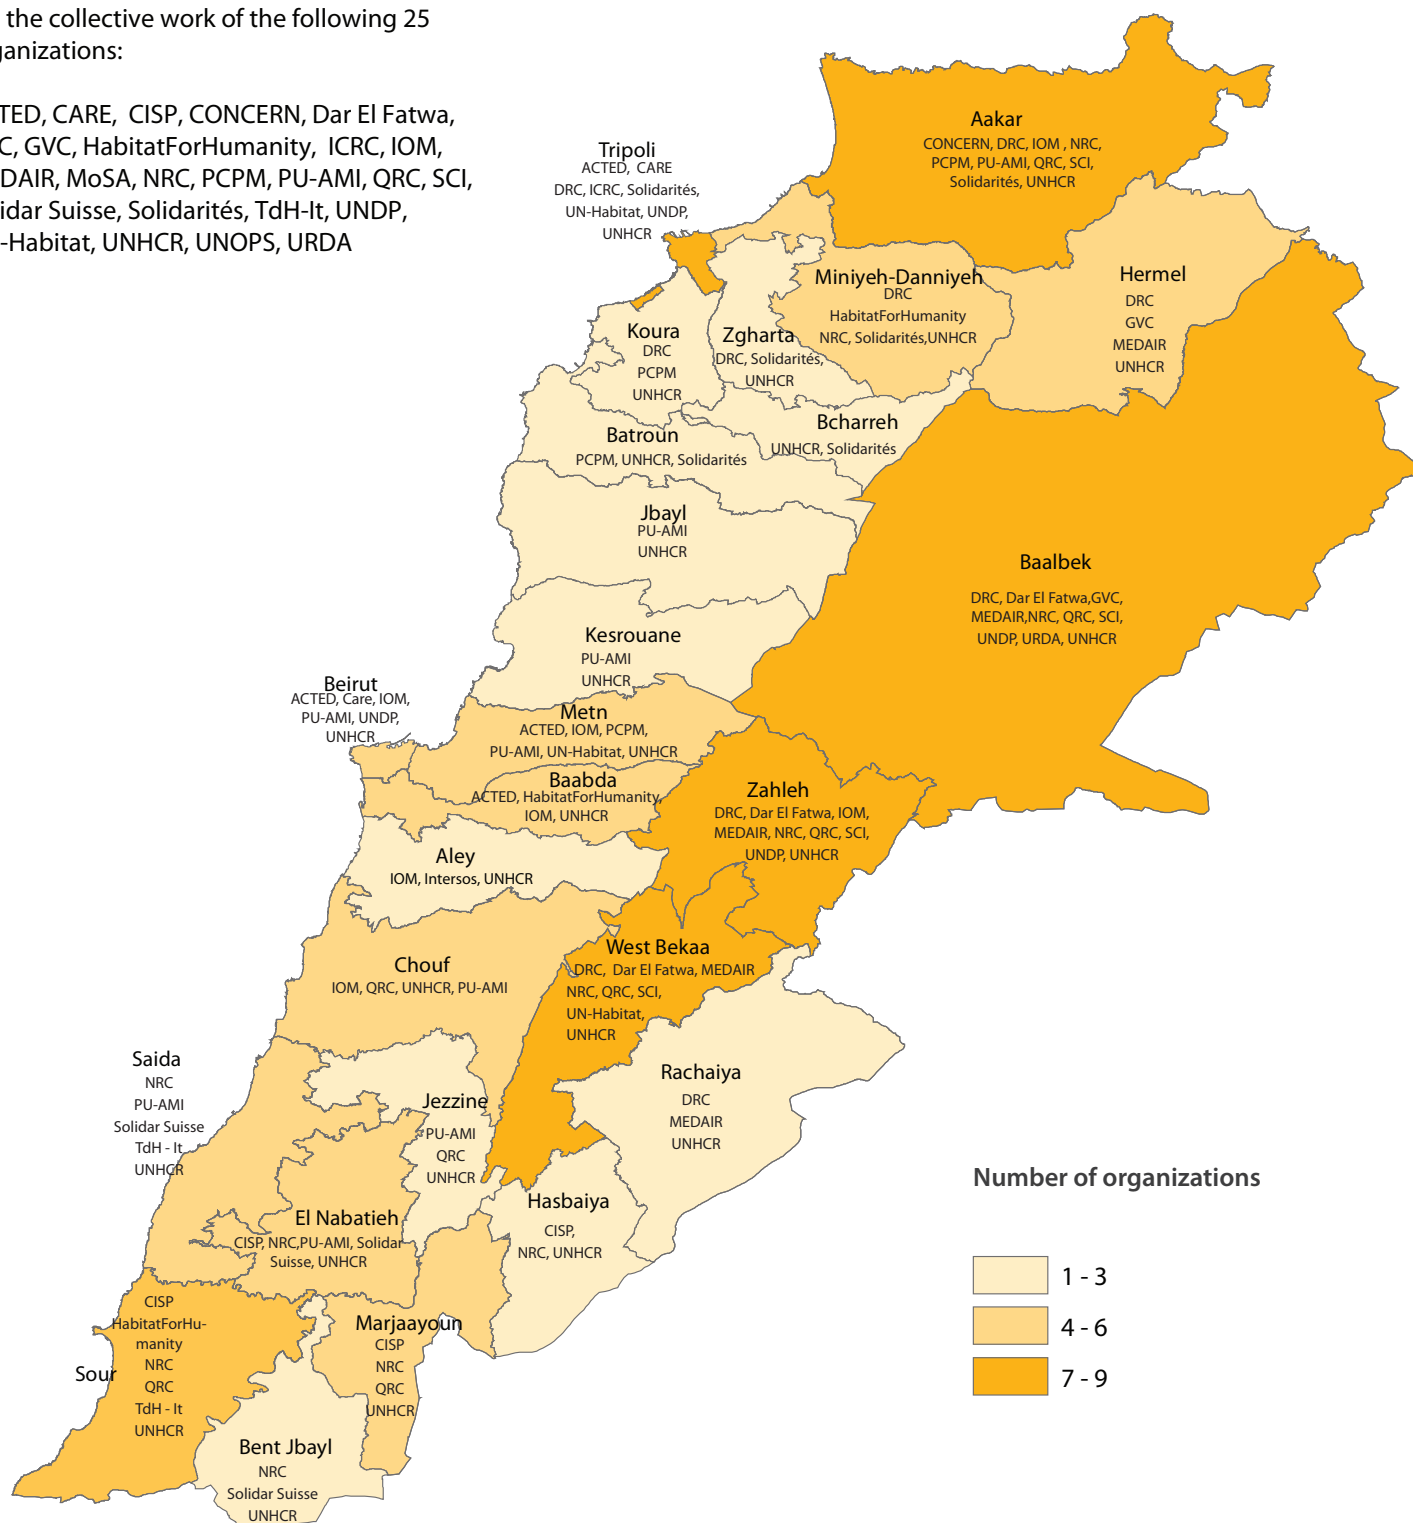 the collective work of the following 25
ganizations:
TED, CARE, CISP, CONCERN, Dar El Fatwa,
C, GVC, HabitatForHumanity, ICRC, IOM,
DAIR, MoSA, NRC, PCPM, PU-AMI, QRC, SCI,
idar Suisse, Solidarités, TdH-It, UNDP,
-Habitat, UNHCR, UNOPS, URDA
Tripoli
ACTED, CARE
DRC, ICRC, Solidarités,
UN-Habitat, UNDP,
UNHCR
Aakar
CONCERN, DRC, IOM , NRC,
PCPM, PU-AMI, QRC, SCI,
Solidarités, UNHCR
Miniyeh-Danniyeh
DRC
HabitatForHumanity
NRC, Solidarités,UNHCR
Hermel
DRC
GVC
MEDAIR
UNHCR
Koura
DRC
PCPM
UNHCR
Zgharta
DRC, Solidarités,
UNHCR
Bcharreh
UNHCR, Solidarités
Batroun
PCPM, UNHCR, Solidarités
Jbayl
PU-AMI
UNHCR
Baalbek
DRC, Dar El Fatwa,GVC,
MEDAIR,NRC, QRC, SCI,
UNDP, URDA, UNHCR
Kesrouane
PU-AMI
UNHCR
Beirut
ACTED, Care, IOM,
PU-AMI, UNDP,
UNHCR
Metn
ACTED, IOM, PCPM,
PU-AMI, UN-Habitat, UNHCR
Baabda
ACTED, HabitatForHumanity,
IOM, UNHCR
Zahleh
DRC, Dar El Fatwa, IOM,
MEDAIR, NRC, QRC, SCI,
UNDP, UNHCR
Aley
IOM, Intersos, UNHCR
Chouf
IOM, QRC, UNHCR, PU-AMI
West Bekaa
DRC, Dar El Fatwa, MEDAIR
NRC, QRC, SCI,
UN-Habitat,
UNHCR
Saida
NRC
PU-AMI
Solidar Suisse
TdH - It
UNHCR
Jezzine
PU-AMI
QRC
UNHCR
Rachaiya
DRC
MEDAIR
UNHCR
Hasbaiya
CISP,
NRC, UNHCR
El Nabatieh
CISP, NRC,PU-AMI, Solidar
Suisse, UNHCR
Sour
CISP
HabitatForHu-
manity
NRC
QRC
TdH - It
UNHCR
Marjaayoun
CISP
NRC
QRC
UNHCR
Bent Jbayl
NRC
Solidar Suisse
UNHCR
Number of organizations
1 - 3
4 - 6
7 - 9